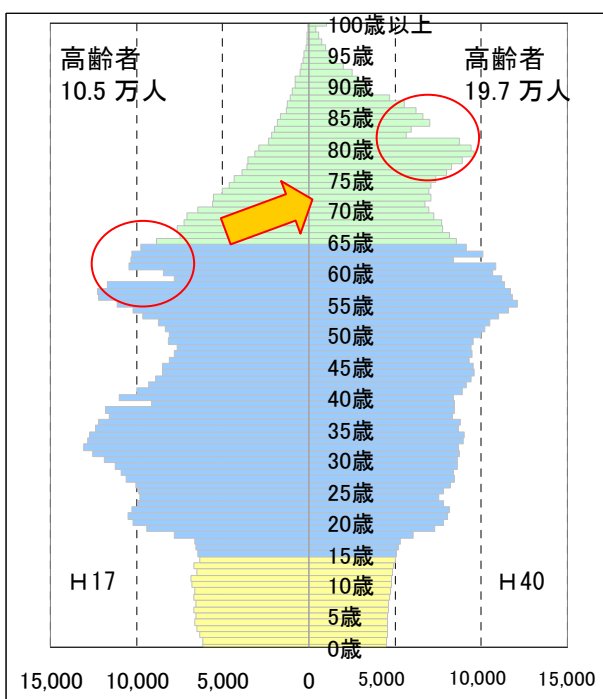 100歳以上
高齢者
10.5 万人
高齢者
19.7 万人
95歳
90歳
85歳
80歳
75歳
70歳
65歳
60歳
55歳
50歳
45歳
40歳
35歳
30歳
25歳
20歳
15歳
10歳
5歳
0歳
H17
H40
15,000 10,000 5,000 0 5,000 10,000 15,000